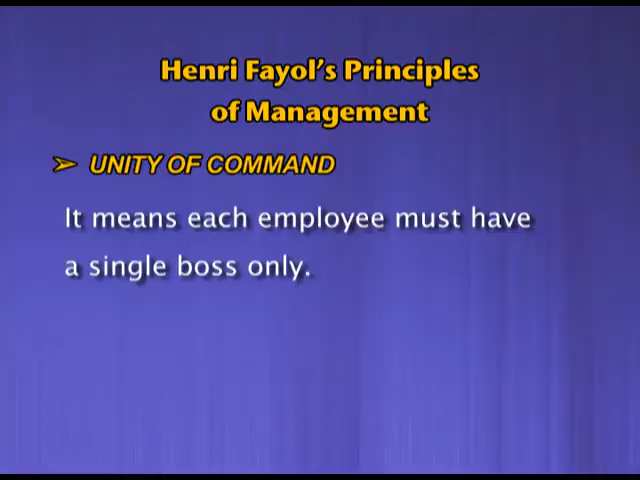 Henri Fayol's Principles
of Management
➢ UNITY OF COMMAND
It means each employee must have
a single boss only.